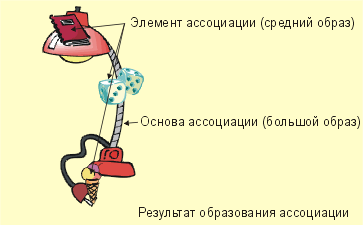 Элемент ассоциации (средний образ)
Основа ассоциации (большой образ)
Результат образования ассоциации